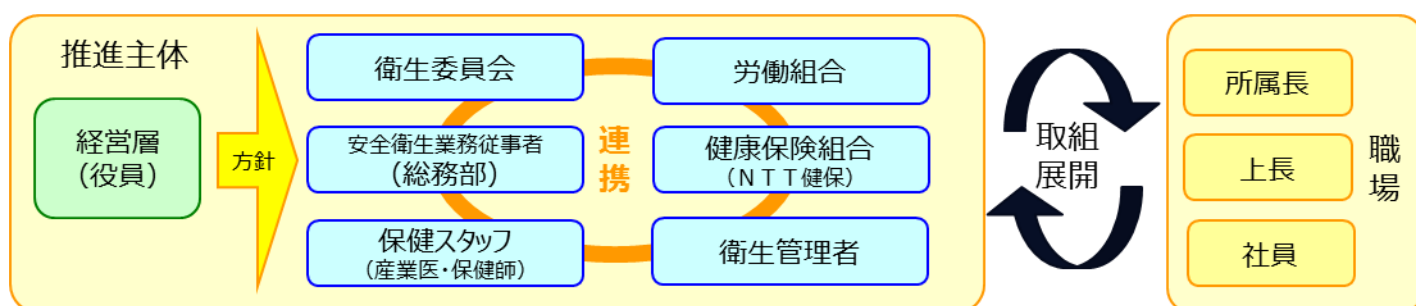 推進主体
経営層
(役員)
方針
衛生委員会
労働組合
安全衛生業務従事者
(総務部)
連
携
健康保険組合
(ＮＴＴ健保)
保健スタッフ
(産業医・保健師)
衛生管理者
取組
展開
所属長
上長
社員
職
場